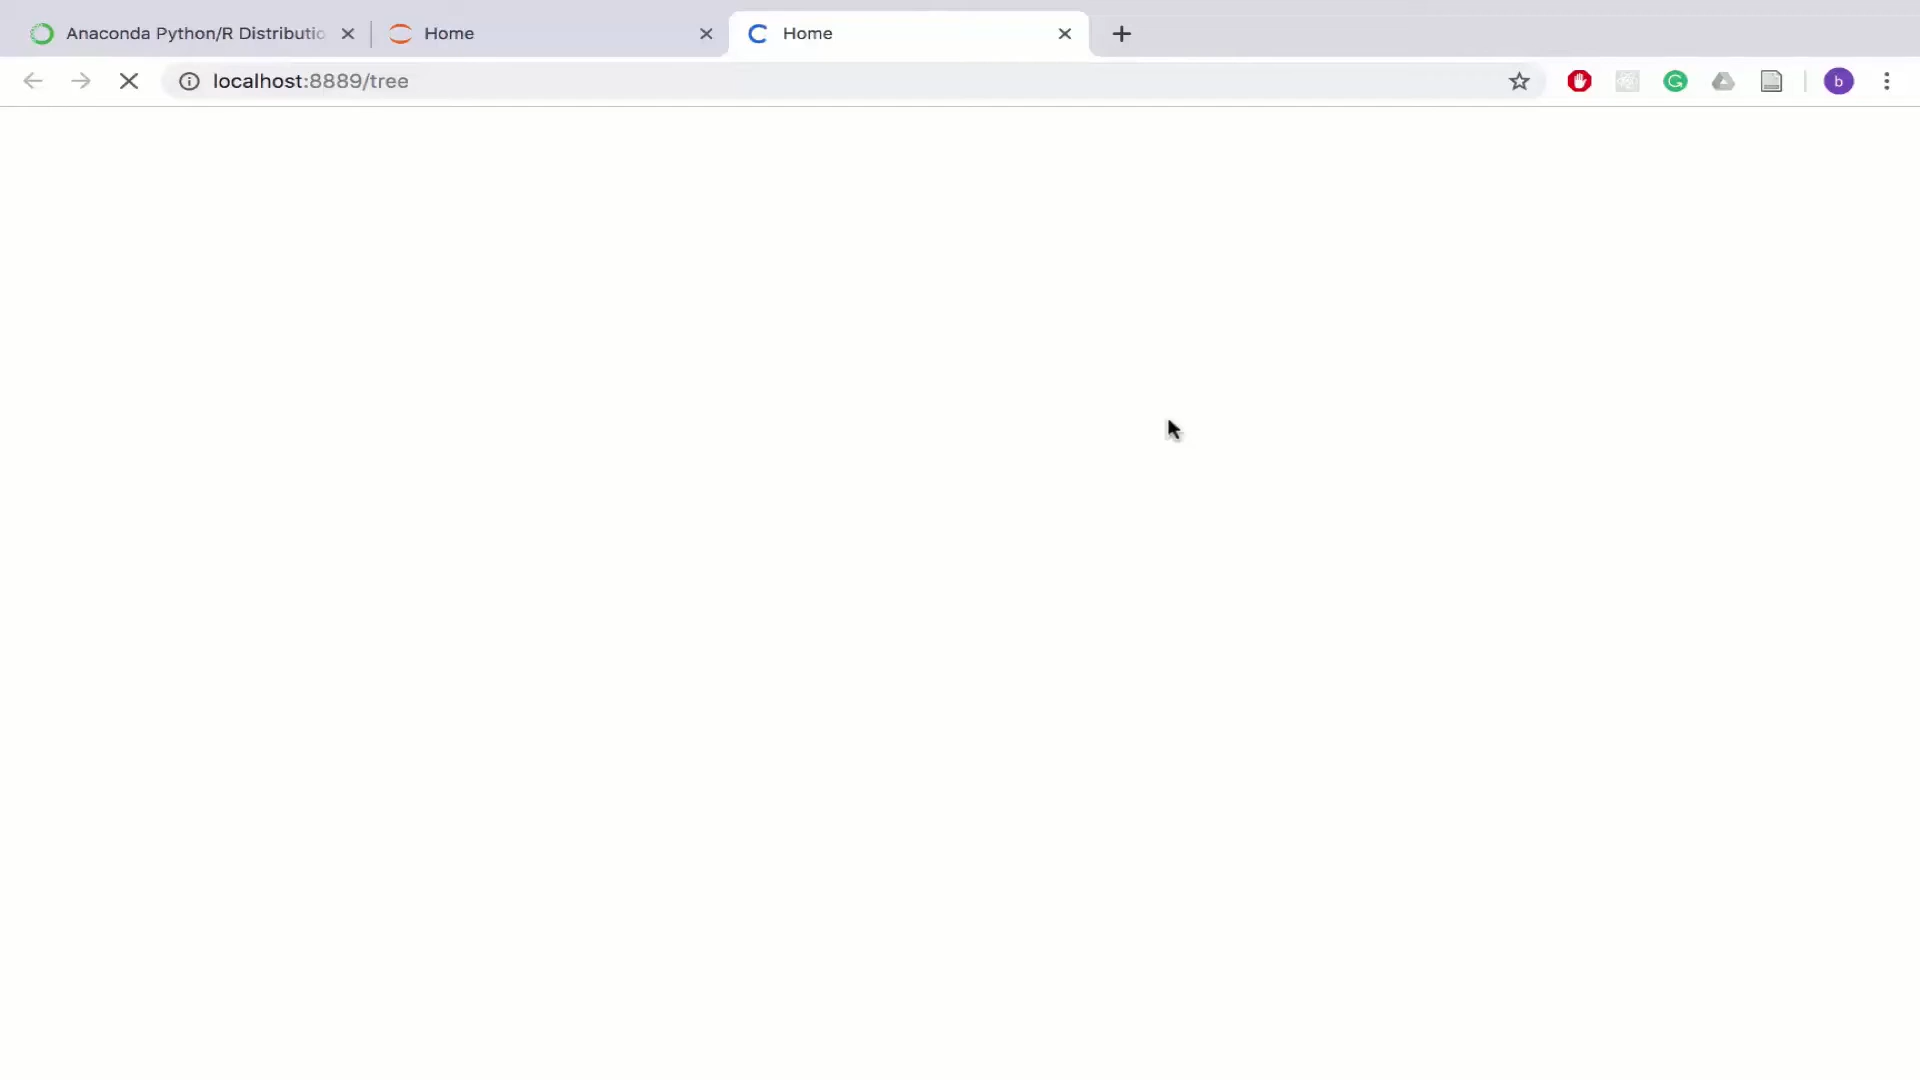 Anaconda Python/R Distributio
Home
Home
localhost:8889/tree
b